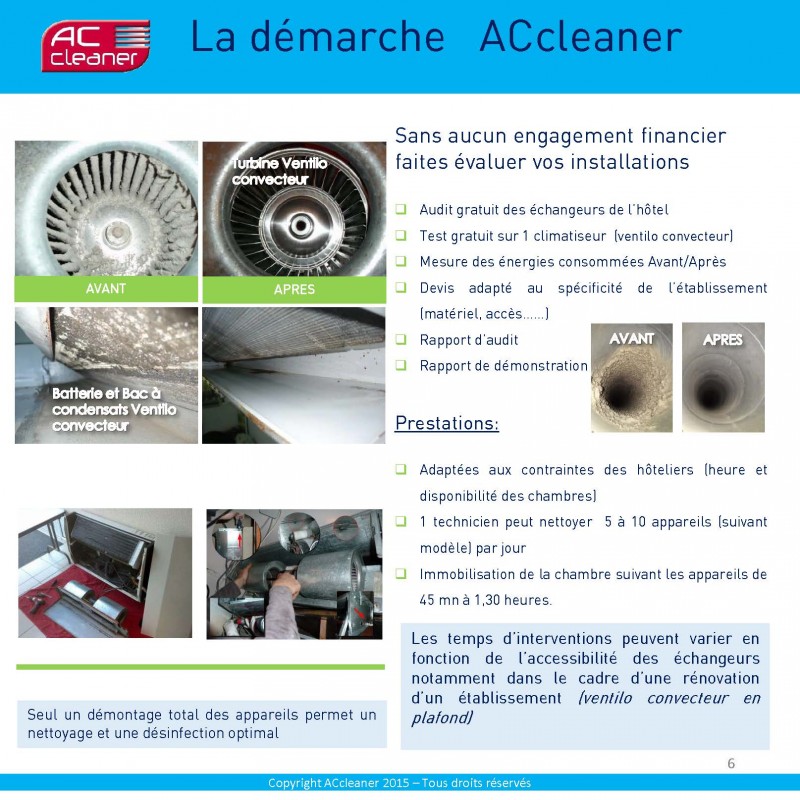 AC
cleaner
La démarche ACcleaner
Turbine Ventilo
convecteur
AVANT
APRES
Batterie et Bac à
condensats Ventilo
convecteur
Sans aucun engagement financier
faites évaluer vos installations
Audit gratuit des échangeurs de l'hôtel
Test gratuit sur 1 climatiseur (ventilo convecteur)
Mesure des énergies consommées Avant/Après
Devis adapté au spécificité de l'établissement
(matériel, accès......)
Rapport d'audit
Rapport de démonstration
AVANT
APRES
Prestations:
Adaptées aux contraintes des hôteliers (heure et
disponibilité des chambres)
1 technicien peut nettoyer 5 à 10 appareils (suivant
modèle) par jour
Immobilisation de la chambre suivant les appareils de
45 mn à 1,30 heures.
Les temps d'interventions peuvent varier en
fonction de l'accessibilité des échangeurs
notamment dans le cadre d'une rénovation
d'un établissement (ventilo convecteur en
plafond)
Seul un démontage total des appareils permet un
nettoyage et une désinfection optimal
6
Copyright ACcleaner 2015 – Tous droits réservés